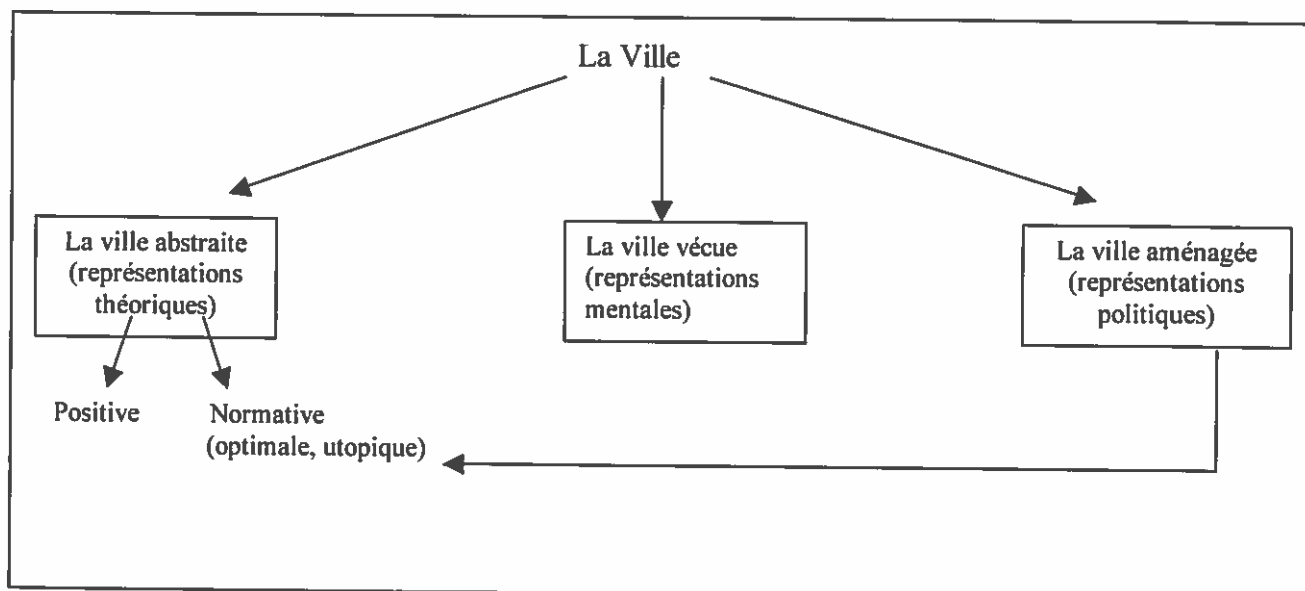 La Ville
La ville abstraite
(représentations
théoriques)
La ville vécue
(représentations
mentales)
La ville aménagée
(représentations
politiques)
Positive
Normative
(optimale, utopique)